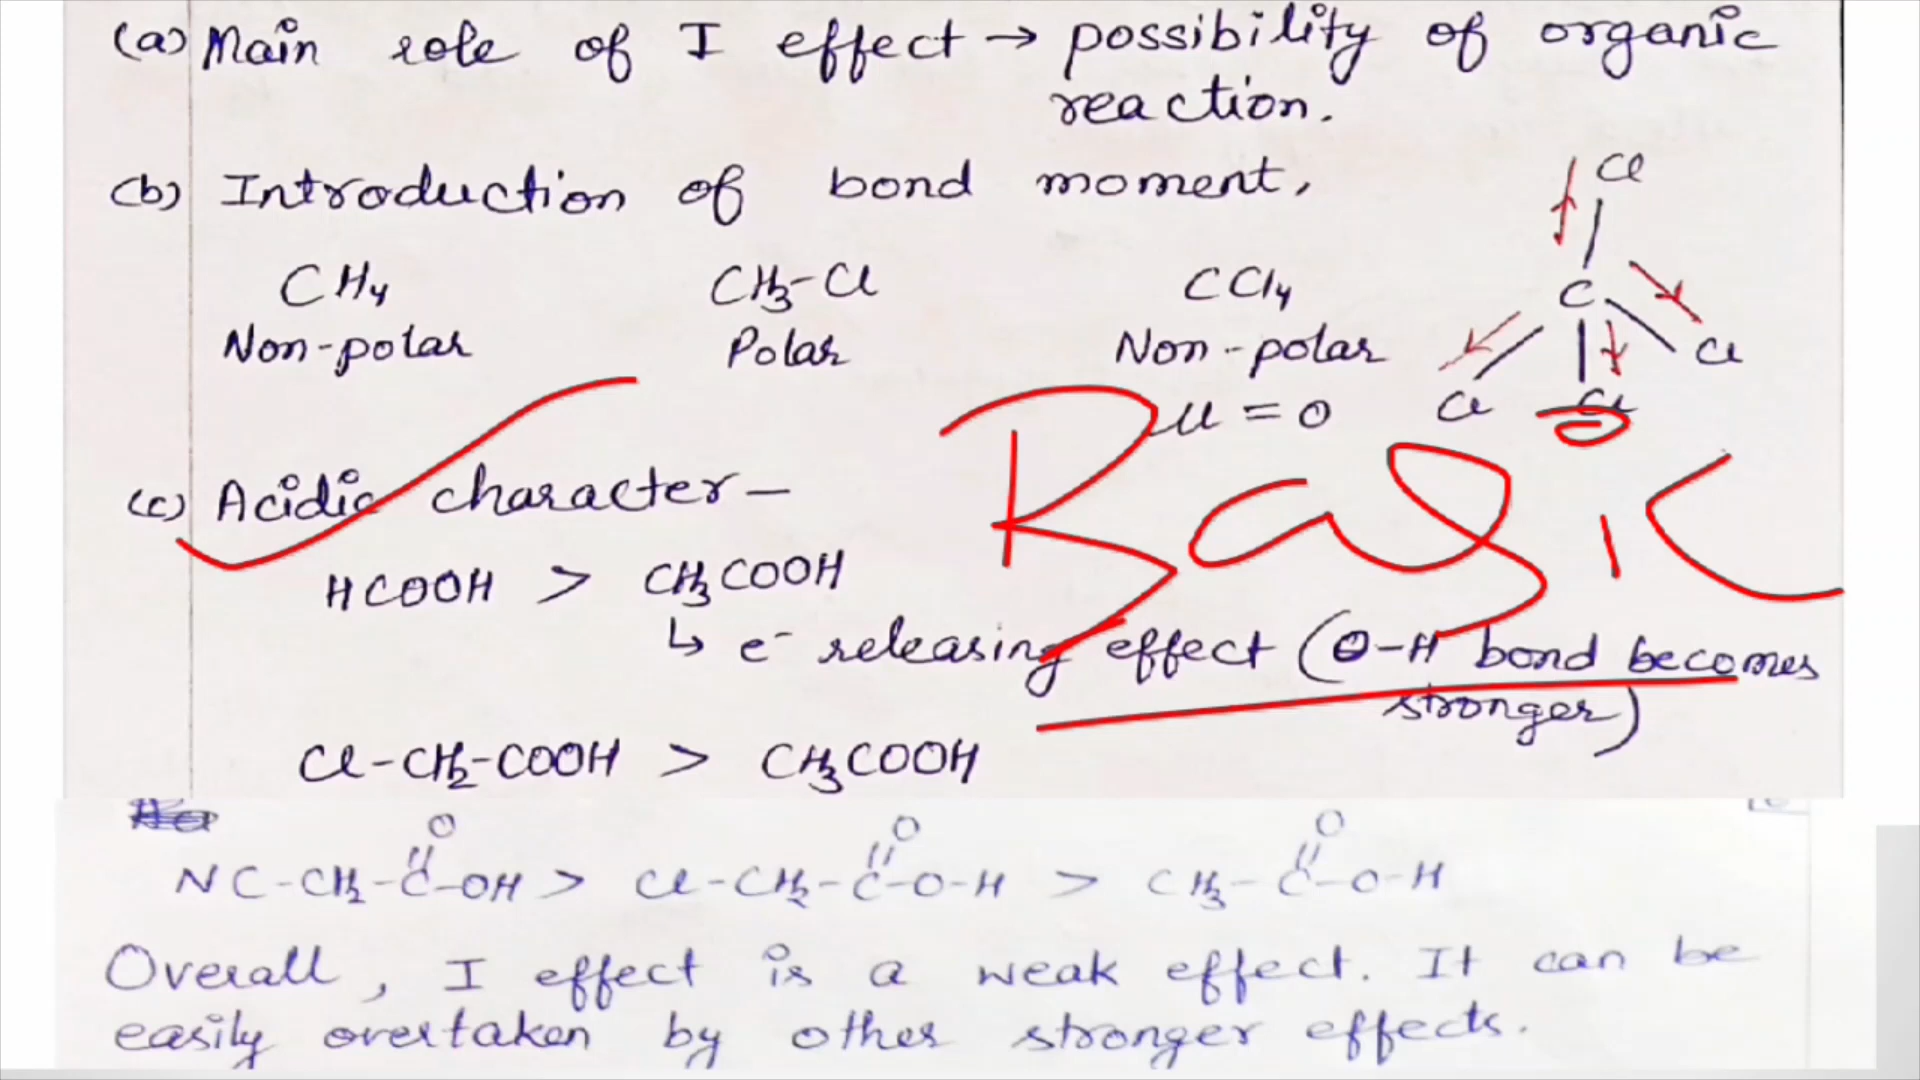 (a) Main role of I effect → possibility of organic
reaction.
(b) Introduction of bond moment,
CH₄ CH₃-Cl CCl₄
Non-polar Polar Non-polar
μ = 0
Cl
C
Cl Cl Cl
(c) Acidic character –
Basic
HCOOH > CH₃COOH
↳ e⁻ releasing effect (O-H bond becomes
stronger)
Cl-CH₂-COOH > CH₃COOH
O O O
NC-CH₂-C-OH > Cl-CH₂-C-O-H > CH₃-C-O-H
Overall, I effect is a weak effect. It can be
easily overtaken by other stronger effects.